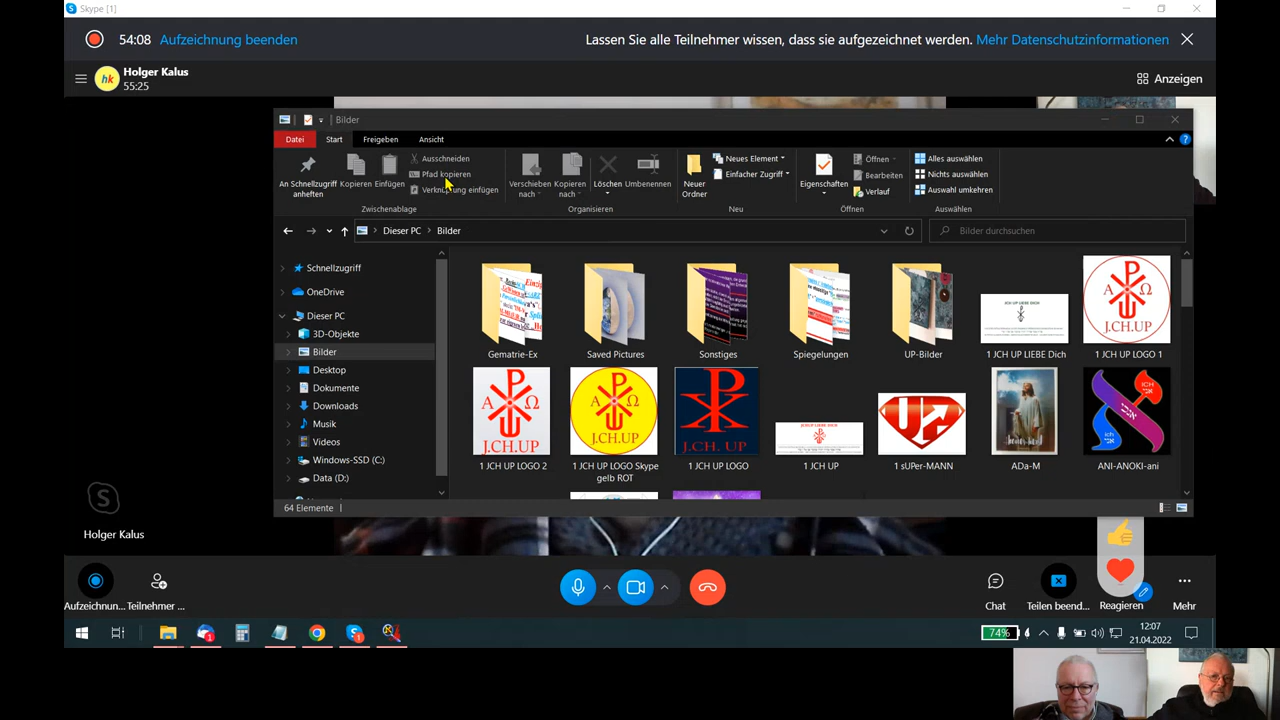 Skype [1]
54:08 Aufzeichnung beenden
Lassen Sie alle Teilnehmer wissen, dass sie aufgezeichnet werden. Mehr Datenschutzinformationen
hk Holger Kalus
55:25
Anzeigen
Bilder
Datei Start Freigeben Ansicht
An Schnellzugriff anheften
Kopieren
Einfügen
Ausschneiden
Pfad kopieren
Verknüpfung einfügen
Verschieben nach
Kopieren nach
Löschen
Umbenennen
Neuer Ordner
Neues Element
Einfacher Zugriff
Eigenschaften
Öffnen
Bearbeiten
Verlauf
Alles auswählen
Nichts auswählen
Auswahl umkehren
Zwischenablage Organisieren Neu Öffnen Auswählen
Dieser PC Bilder
Bilder durchsuchen
Schnellzugriff
OneDrive
Dieser PC
3D-Objekte
Bilder
Desktop
Dokumente
Downloads
Musik
Videos
Windows-SSD (C:)
Data (D:)
Α Ω
J.CH.UP
Gematrie-Ex Saved Pictures Sonstiges Spiegelungen UP-Bilder 1 JCH UP LIEBE Dich 1 JCH UP LOGO 1
Α Ω
J.CH.UP
Α Ω
J.CH.UP
J.CH.UP
UP
ICH
אנכי
ICH
אני
1 JCH UP LOGO 2 1 JCH UP LOGO Skype gelb ROT 1 JCH UP LOGO 1 JCH UP 1 sUPer-MANN ADa-M ANI-ANOKI-ani
64 Elemente
Holger Kalus
Aufzeichnun... Teilnehmer ...
Chat Teilen beend... Reagieren Mehr
74%
12:07
21.04.2022